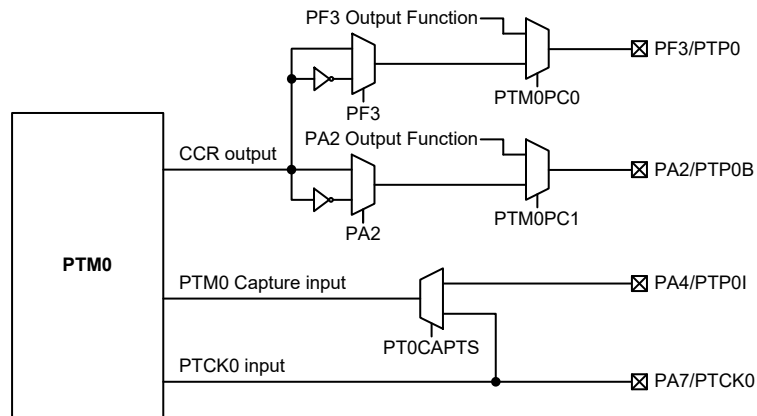 PF3 Output Function
PF3/PTP0
PF3
PTM0PC0
PA2 Output Function
CCR output
PA2/PTP0B
PA2
PTM0PC1
PTM0
PTM0 Capture input
PA4/PTP0I
PT0CAPTS
PTCK0 input
PA7/PTCK0